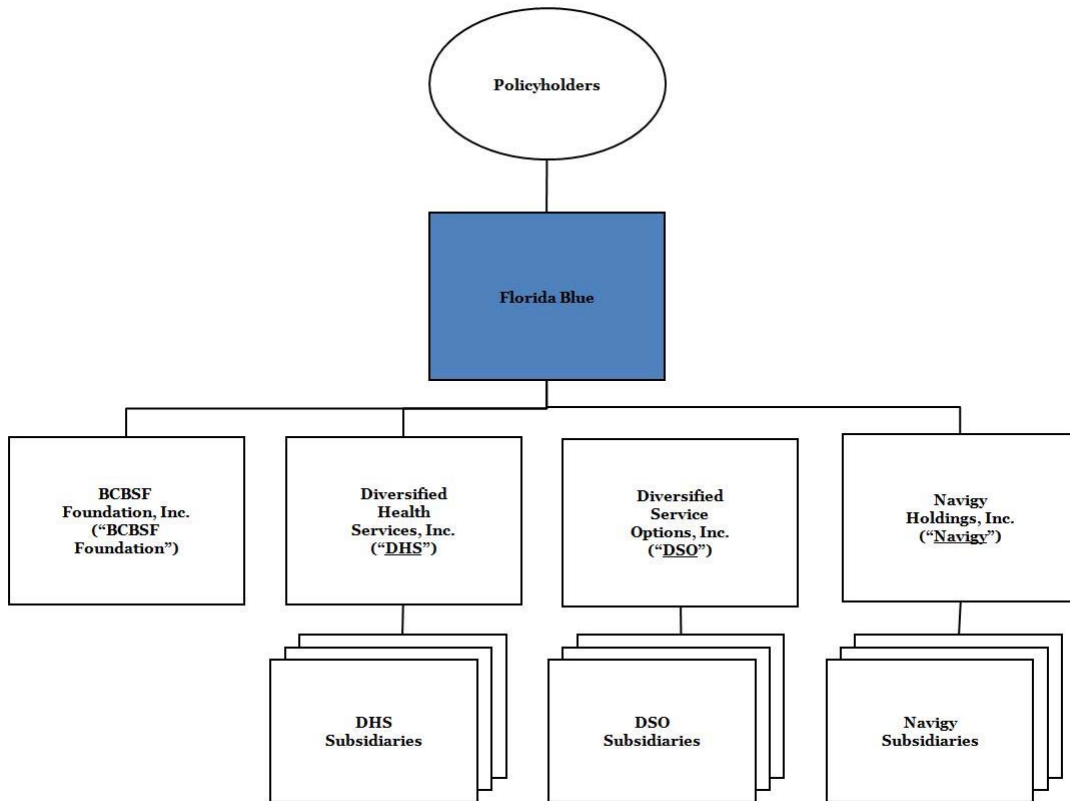 Policyholders
Florida Blue
BCBSF
Foundation, Inc.
(“BCBSF
Foundation”)
Diversified
Health
Services, Inc.
(“DHS”)
Diversified
Service
Options, Inc.
(“DSO”)
Navigy
Holdings, Inc.
(“Navigy”)
DHS
Subsidiaries
DSO
Subsidiaries
Navigy
Subsidiaries